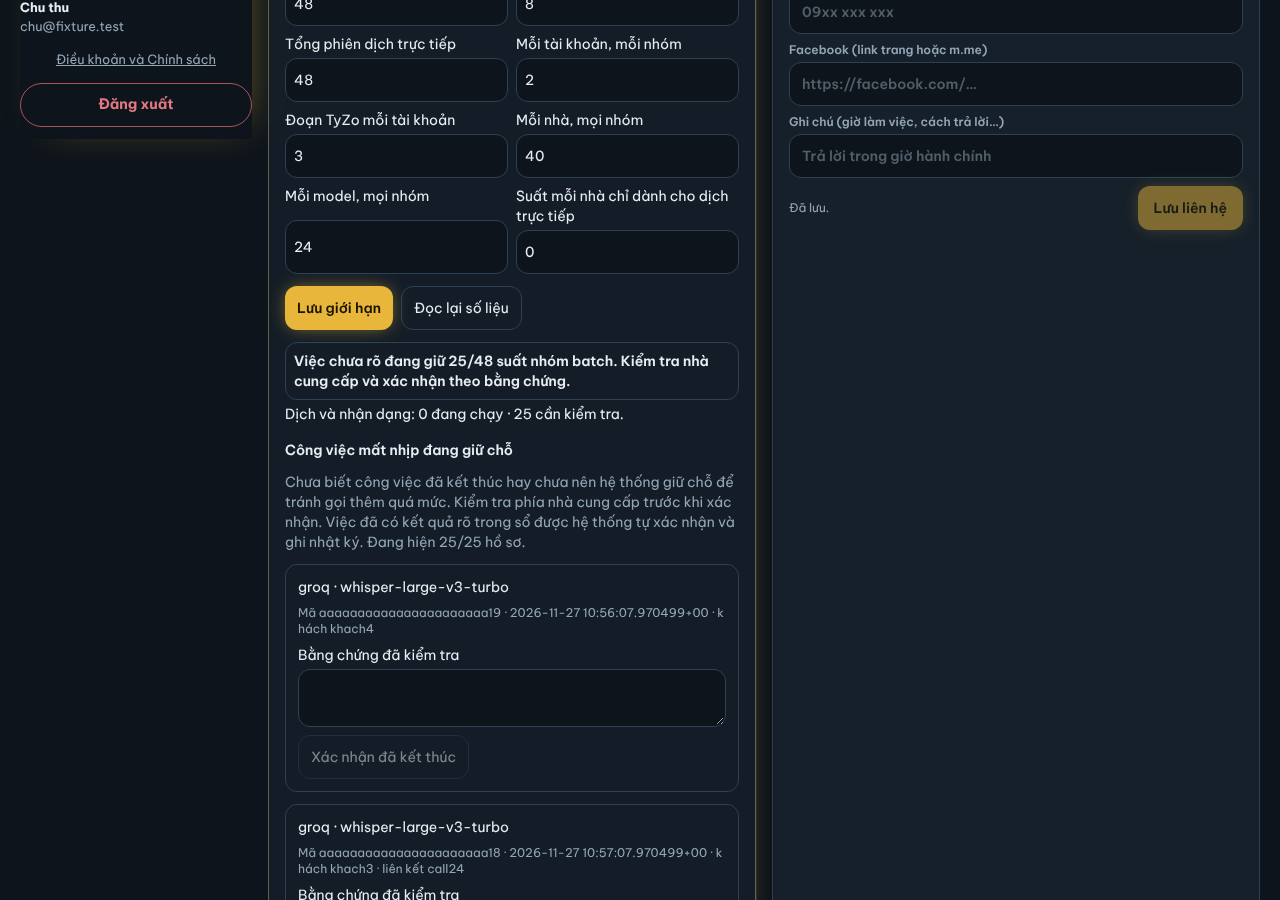 Chu thu
chu@fixture.test
Điều khoản và Chính sách
Đăng xuất
48
8
Tổng phiên dịch trực tiếp
Mỗi tài khoản, mỗi nhóm
48
2
Đoạn TyZo mỗi tài khoản
Mỗi nhà, mọi nhóm
3
40
Mỗi model, mọi nhóm
Suất mỗi nhà chỉ dành cho dịch
trực tiếp
24
0
Lưu giới hạn
Đọc lại số liệu
Việc chưa rõ đang giữ 25/48 suất nhóm batch. Kiểm tra nhà
cung cấp và xác nhận theo bằng chứng.
Dịch và nhận dạng: 0 đang chạy · 25 cần kiểm tra.
Công việc mất nhịp đang giữ chỗ
Chưa biết công việc đã kết thúc hay chưa nên hệ thống giữ chỗ để
tránh gọi thêm quá mức. Kiểm tra phía nhà cung cấp trước khi xác
nhận. Việc đã có kết quả rõ trong sổ được hệ thống tự xác nhận và
ghi nhật ký. Đang hiện 25/25 hồ sơ.
groq · whisper-large-v3-turbo
Mã aaaaaaaaaaaaaaaaaaaaaa19 · 2026-11-27 10:56:07.970499+00 · k
hách khach4
Bằng chứng đã kiểm tra
Xác nhận đã kết thúc
groq · whisper-large-v3-turbo
Mã aaaaaaaaaaaaaaaaaaaaaa18 · 2026-11-27 10:57:07.970499+00 · k
hách khach3 · liên kết call24
Bằng chứng đã kiểm tra
09xx xxx xxx
Facebook (link trang hoặc m.me)
https://facebook.com/...
Ghi chú (giờ làm việc, cách trả lời...)
Trả lời trong giờ hành chính
Đã lưu.
Lưu liên hệ